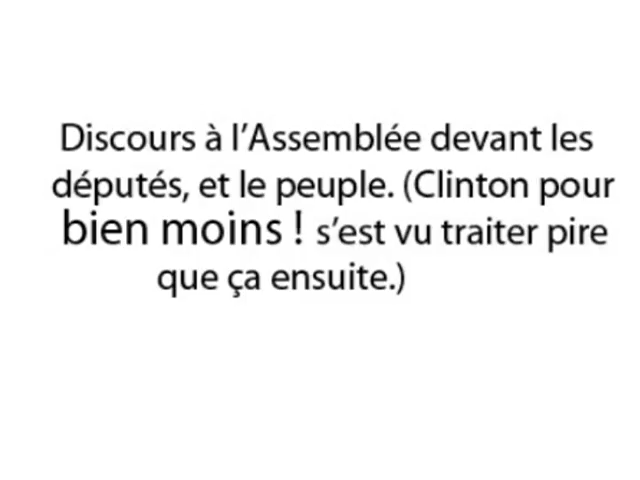 Discours à l’Assemblée devant les
députés, et le peuple. (Clinton pour
bien moins ! s’est vu traiter pire
que ça ensuite.)